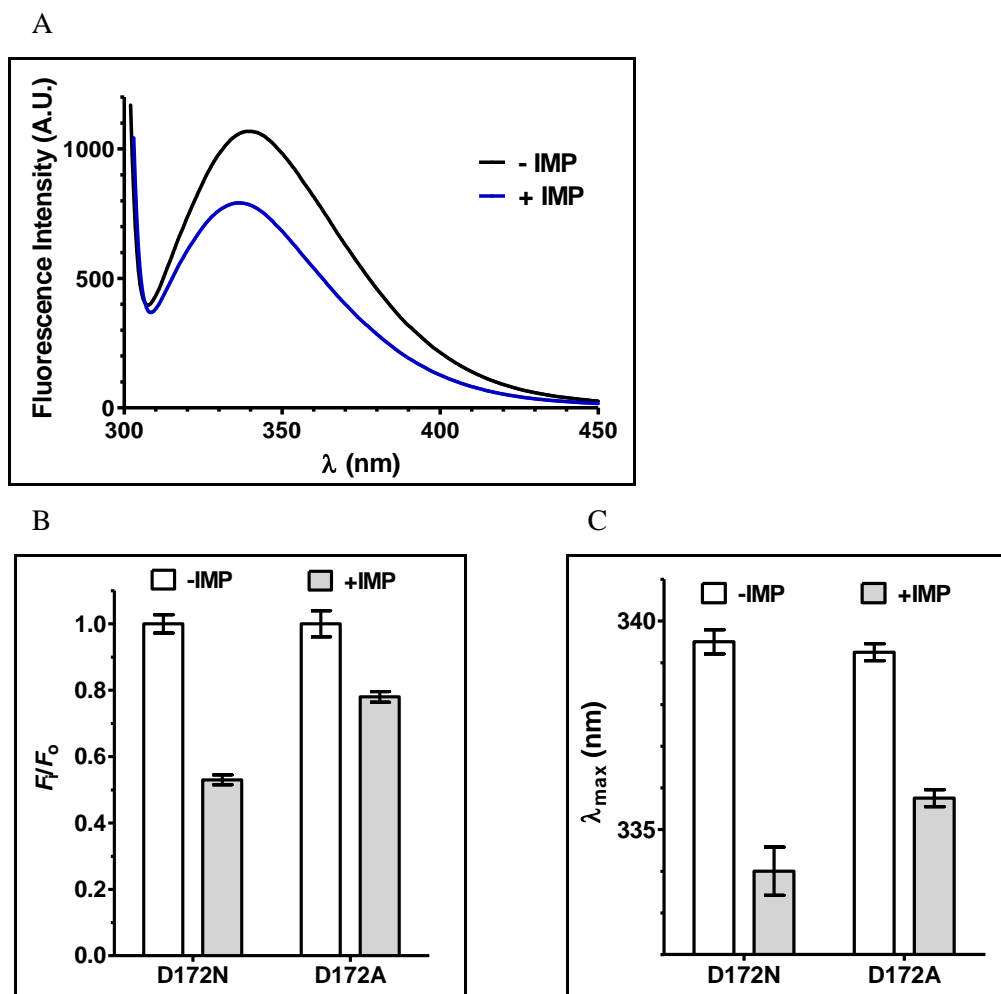 A
Fluorescence Intensity (A.U.)
1000
500
0
300
350
400
450
λ (nm)
- IMP
+ IMP
B
-IMP
+IMP
Fᵢ/Fₒ
1.0
0.8
0.6
0.4
0.2
0.0
D172N
D172A
C
-IMP
+IMP
λmax (nm)
340
335
D172N
D172A